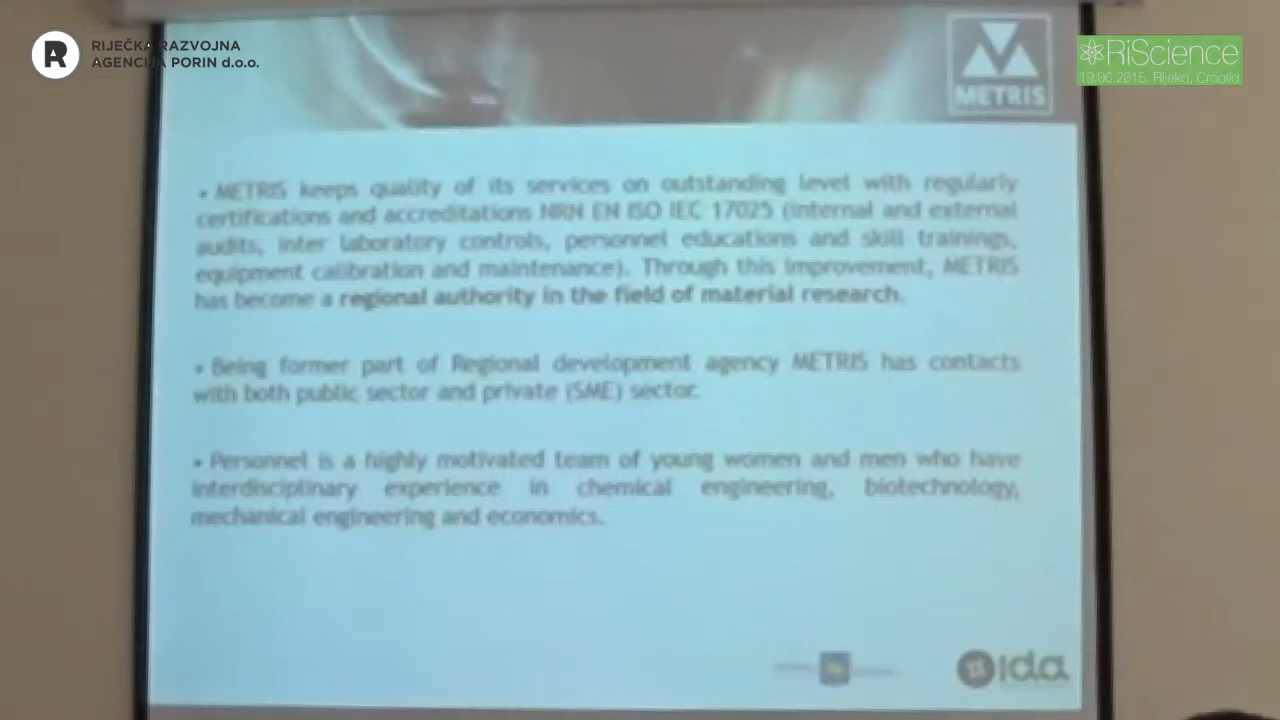 RIJEČKA RAZVOJNA
AGENCIJA PORIN d.o.o.
RiScience
19.06.2015. Rijeka, Croatia
METRIS
• METRIS keeps quality of its services on outstanding level with regularly
certifications and accreditations NRN EN ISO IEC 17025 (internal and external
audits, inter laboratory controls, personnel educations and skill trainings,
equipment calibration and maintenance). Through this improvement, METRIS
has become a regional authority in the field of material research.
• Being former part of Regional development agency METRIS has contacts
with both public sector and private (SME) sector.
• Personnel is a highly motivated team of young women and men who have
interdisciplinary experience in chemical engineering, biotechnology,
mechanical engineering and economics.
ida